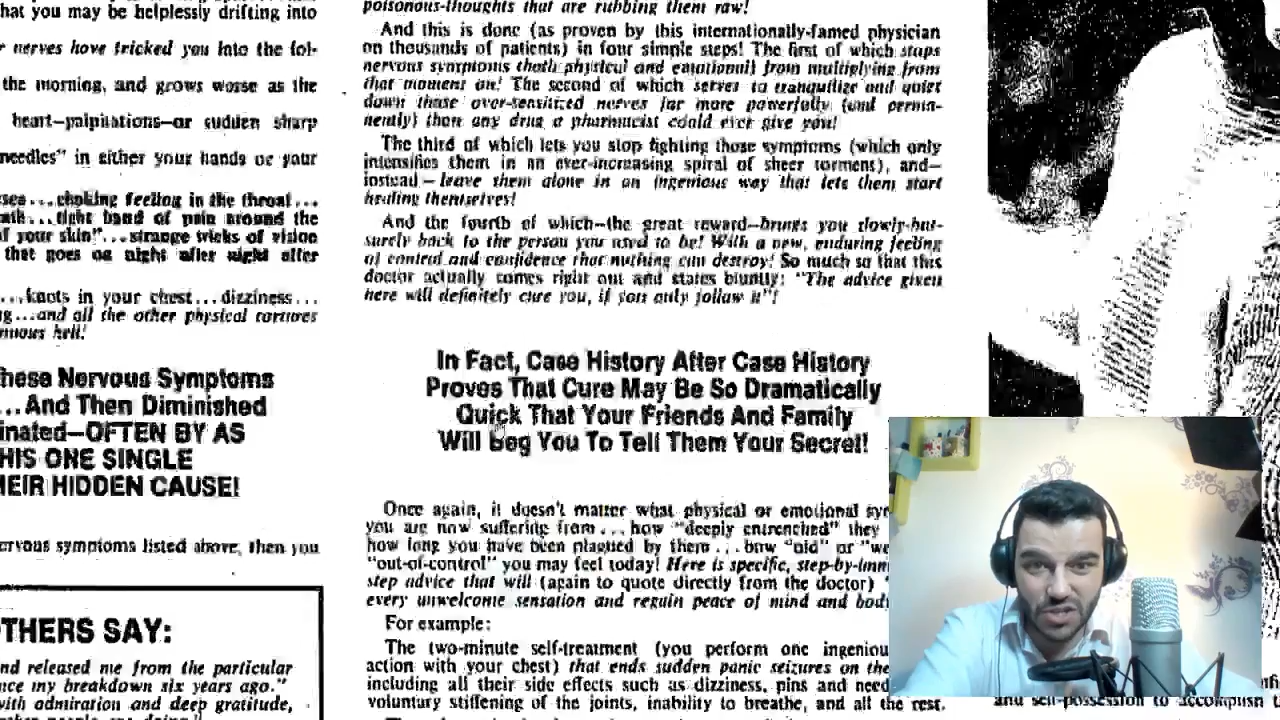 hat you may be helplessly drifting into
r nerves have tricked you into the fol-
the morning, and grows worse as the
heart—palpitations—or sudden sharp
needles" in either your hands or your
sea...choking feeling in the throat...
ath...tight band of pain around the
of your skin!"...strange tricks of vision
that goes on night after night after
...knots in your chest...dizziness...
g...and all the other physical tortures
hell!
hese Nervous Symptoms
...And Then Diminished
inated—OFTEN BY AS
HIS ONE SINGLE
HEIR HIDDEN CAUSE!
ervous symptoms listed above, then you
OTHERS SAY:
nd released me from the particular
nce my breakdown six years ago."
with admiration and deep gratitude,
other people are doing"
poisonous-thoughts that are rubbing them raw!
And this is done (as proven by this internationally-famed physician
on thousands of patients) in four simple steps! The first of which stops
nervous symptoms (both physical and emotional) from multiplying from
that moment on! The second of which serves to tranquilize and quiet
down those over-sensitized nerves far more powerfully (and perma-
nently) than any drug a pharmacist could ever give you!
The third of which lets you stop fighting those symptoms (which only
intensifies them in an ever-increasing spiral of sheer torment), and—
instead—leave them alone in an ingenious way that lets them start
healing themselves!
And the fourth of which—the great reward—brings you slowly-but-
surely back to the person you used to be! With a new, enduring feeling
of control and confidence that nothing can destroy! So much so that this
doctor actually comes right out and states bluntly: "The advice given
here will definitely cure you, if you only follow it"!
In Fact, Case History After Case History
Proves That Cure May Be So Dramatically
Quick That Your Friends And Family
Will Beg You To Tell Them Your Secret!
Once again, it doesn't matter what physical or emotional
you are now suffering from... how "deeply entrenched" they
how long you have been plagued by them...how "old" or "we
"out-of-control" you may feel today! Here is specific, step-by-
step advice that will (again to quote directly from the doctor)
every unwelcome sensation and regain peace of mind and bod
For example:
The two-minute self-treatment (you perform one ingeniou
action with your chest) that ends sudden panic seizures on the
including all their side effects such as dizziness, pins and need
voluntary stiffening of the joints, inability to breathe, and all the rest.
and self-possession to accomplish